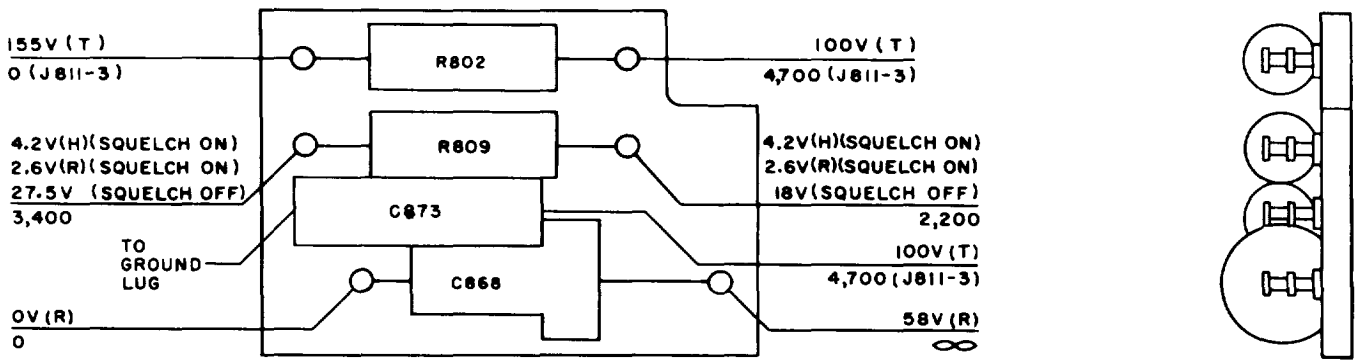 155V (T)
0 (J811-3)
R802
100V (T)
4,700 (J811-3)
4.2V(H)(SQUELCH ON)
2.6V(R)(SQUELCH ON)
27.5V (SQUELCH OFF)
3,400
R809
4.2V(H)(SQUELCH ON)
2.6V(R)(SQUELCH ON)
18V(SQUELCH OFF)
2,200
C873
TO
GROUND
LUG
100V (T)
4,700 (J811-3)
C868
0V (R)
0
58V (R)
∞